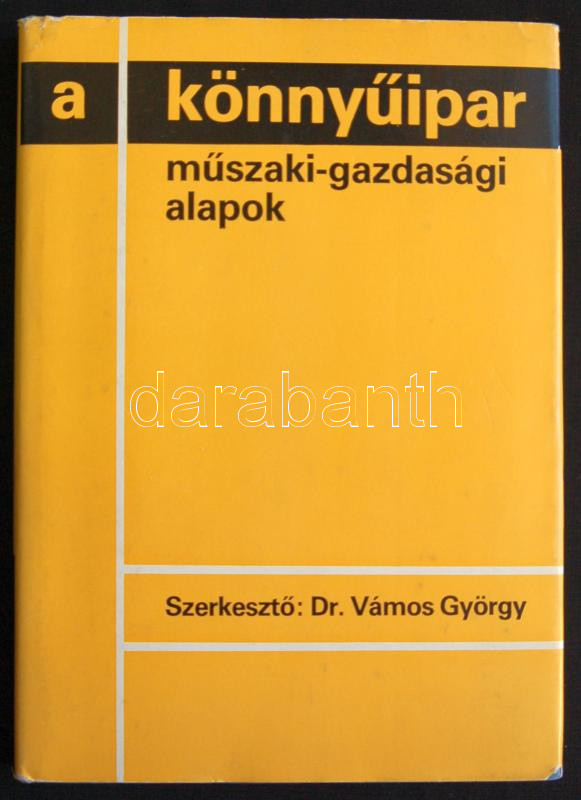 a könnyűipar
műszaki-gazdasági
alapok
darabanth
Szerkesztő: Dr. Vámos György